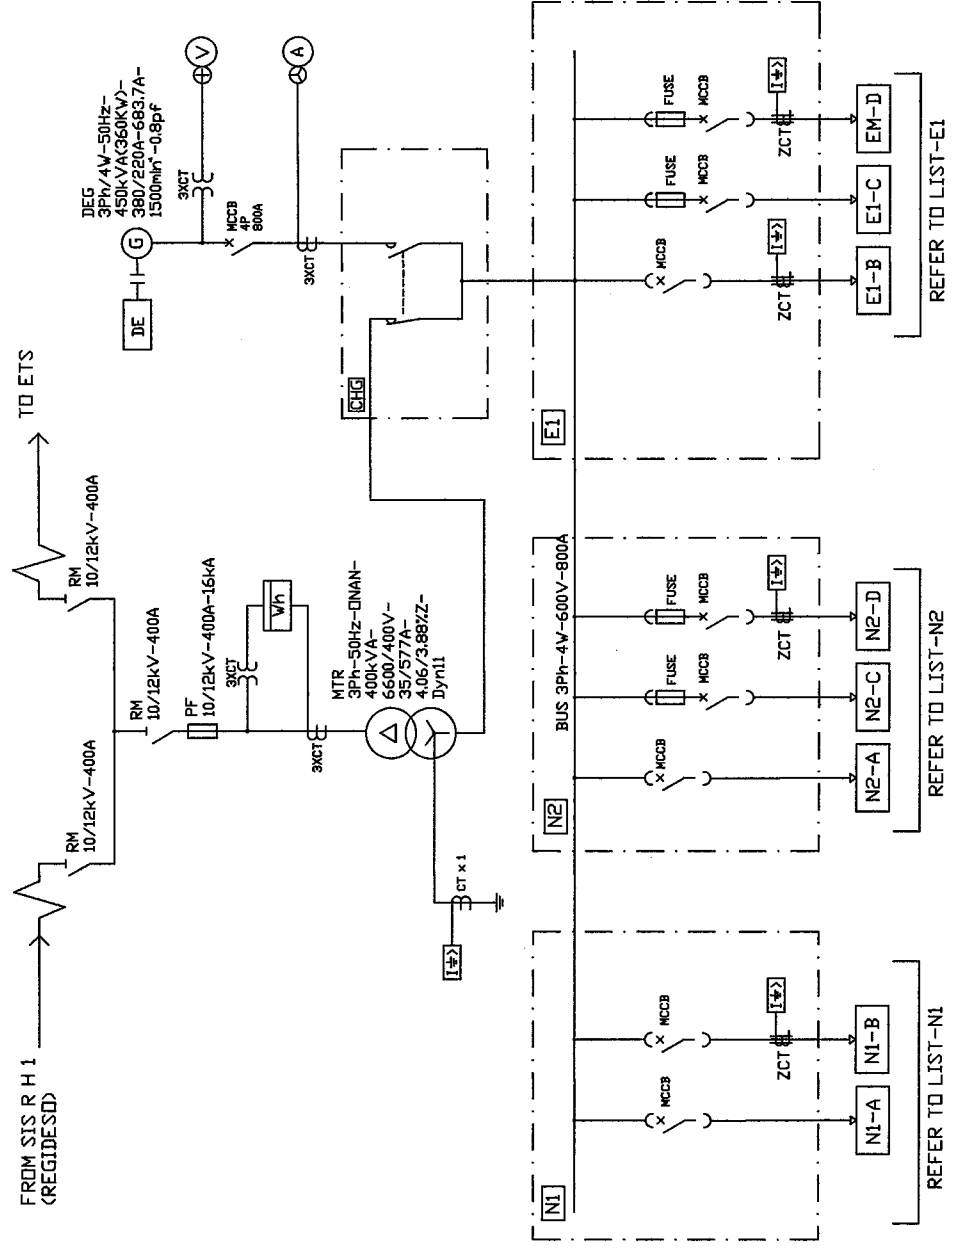 FROM SIS R H 1
(REGIDESO)
RM
10/12kV-400A
RM
10/12kV-400A
TO ETS
RM
10/12kV-400A
PF
10/12kV-400A-16kA
3XCT
Wh
3XCT
MTR
3Ph-50Hz-ONAN-
400kVA-
6600/400V-
35/577A-
4.06/3.88%Z-
Dyn11
CT x 1
I ⏚ >
DE
G
DEG
3Ph/4W-50Hz-
450kVA(360KW)-
380/220A-683.7A-
1500min⁻¹-0.8pf
3XCT
V
MCCB
4P
800A
A
3XCT
CHG
N1
MCCB
MCCB
ZCT
I ⏚ >
N1-A
N1-B
REFER TO LIST-N1
N2
BUS 3Ph-4W-600V-800A
MCCB
FUSE
MCCB
FUSE
MCCB
ZCT
I ⏚ >
N2-A
N2-C
N2-D
REFER TO LIST-N2
E1
MCCB
ZCT
I ⏚ >
FUSE
MCCB
FUSE
MCCB
ZCT
I ⏚ >
E1-B
E1-C
EM-D
REFER TO LIST-E1